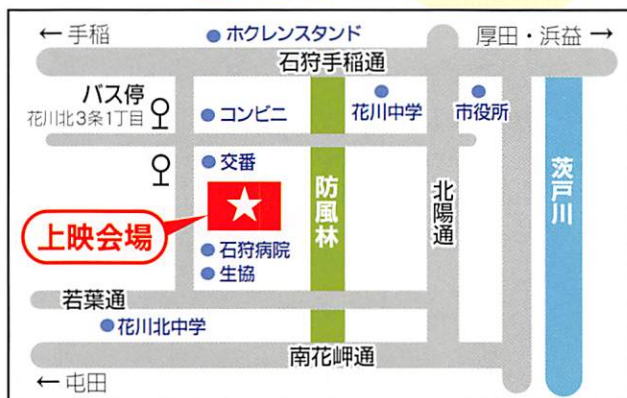 ← 手稲
ホクレンスタンド
厚田・浜益 →
石狩手稲通
バス停
花川北3条1丁目
コンビニ
花川中学
市役所
交番
防風林
北陽通
茨戸川
上映会場
石狩病院
生協
若葉通
花川北中学
南花岬通
← 屯田